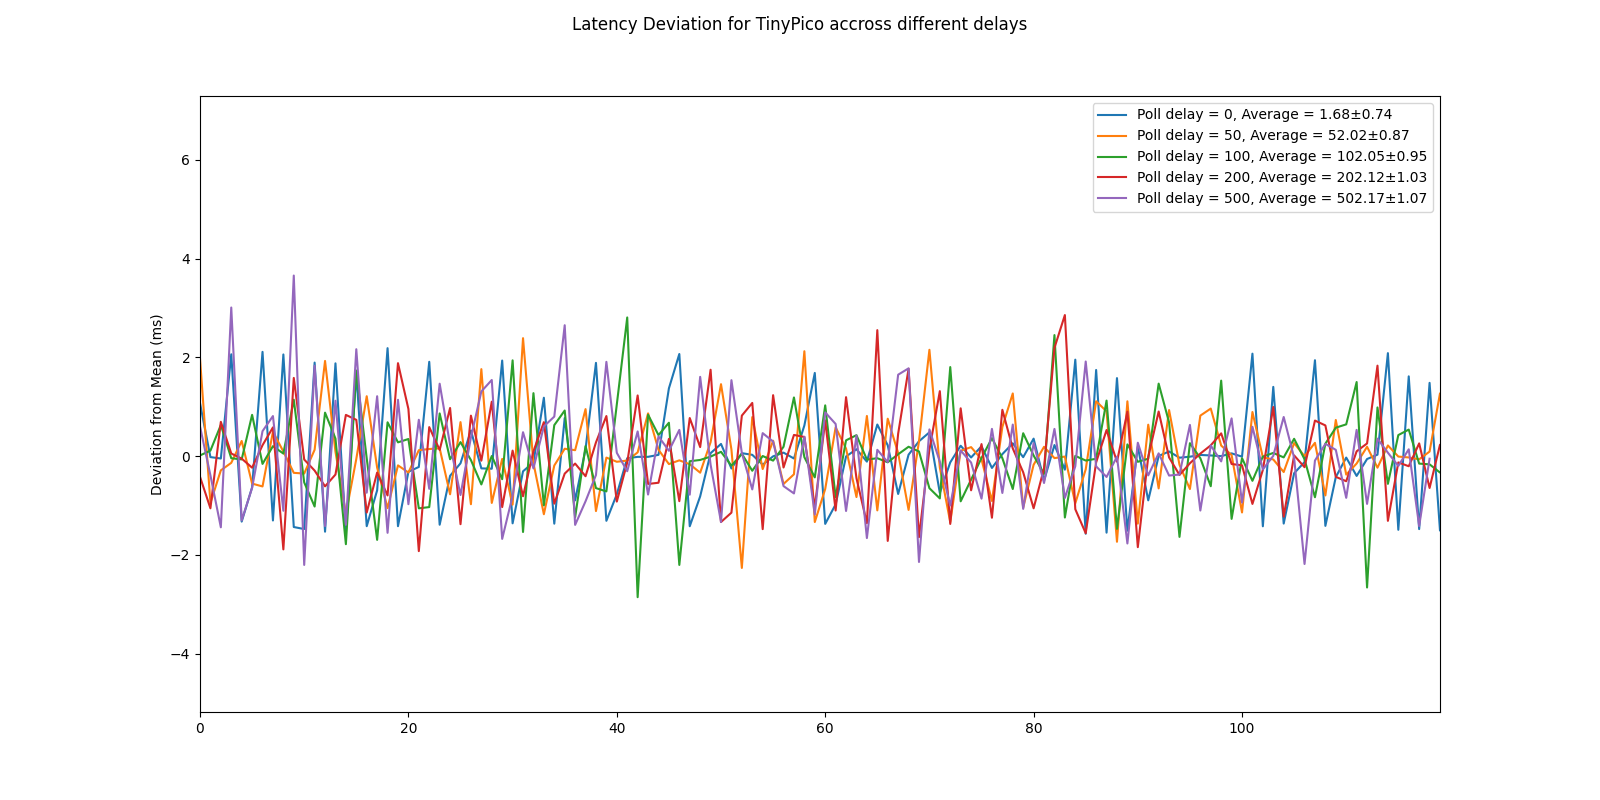 Latency Deviation for TinyPico accross different delays
Poll delay = 0, Average = 1.68±0.74
Poll delay = 50, Average = 52.02±0.87
Poll delay = 100, Average = 102.05±0.95
Poll delay = 200, Average = 202.12±1.03
Poll delay = 500, Average = 502.17±1.07
Deviation from Mean (ms)
6
4
2
0
−2
−4
0 20 40 60 80 100